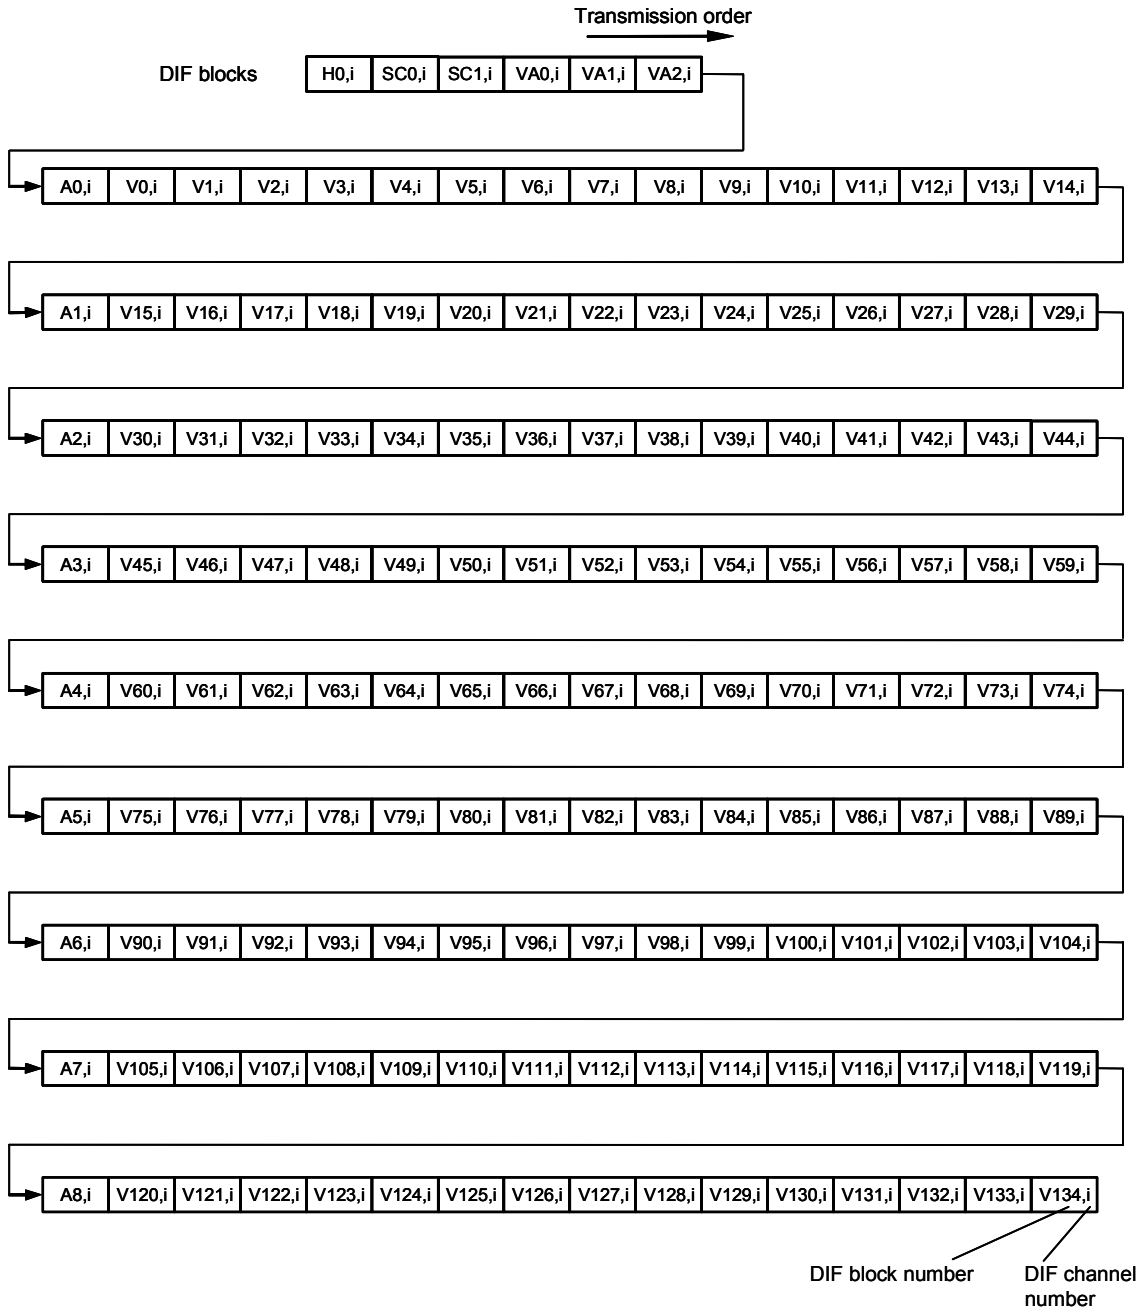 Transmission order
DIF blocks H0,i SC0,i SC1,i VA0,i VA1,i VA2,i
A0,i V0,i V1,i V2,i V3,i V4,i V5,i V6,i V7,i V8,i V9,i V10,i V11,i V12,i V13,i V14,i
A1,i V15,i V16,i V17,i V18,i V19,i V20,i V21,i V22,i V23,i V24,i V25,i V26,i V27,i V28,i V29,i
A2,i V30,i V31,i V32,i V33,i V34,i V35,i V36,i V37,i V38,i V39,i V40,i V41,i V42,i V43,i V44,i
A3,i V45,i V46,i V47,i V48,i V49,i V50,i V51,i V52,i V53,i V54,i V55,i V56,i V57,i V58,i V59,i
A4,i V60,i V61,i V62,i V63,i V64,i V65,i V66,i V67,i V68,i V69,i V70,i V71,i V72,i V73,i V74,i
A5,i V75,i V76,i V77,i V78,i V79,i V80,i V81,i V82,i V83,i V84,i V85,i V86,i V87,i V88,i V89,i
A6,i V90,i V91,i V92,i V93,i V94,i V95,i V96,i V97,i V98,i V99,i V100,i V101,i V102,i V103,i V104,i
A7,i V105,i V106,i V107,i V108,i V109,i V110,i V111,i V112,i V113,i V114,i V115,i V116,i V117,i V118,i V119,i
A8,i V120,i V121,i V122,i V123,i V124,i V125,i V126,i V127,i V128,i V129,i V130,i V131,i V132,i V133,i V134,i
DIF block number
DIF channel
number